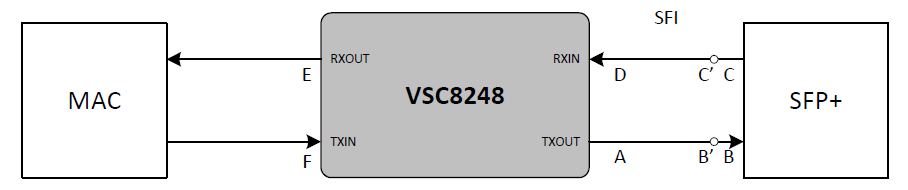 SFI
RXOUT RXIN
E D C’ C
MAC VSC8248 SFP+
TXIN TXOUT
F A B’ B